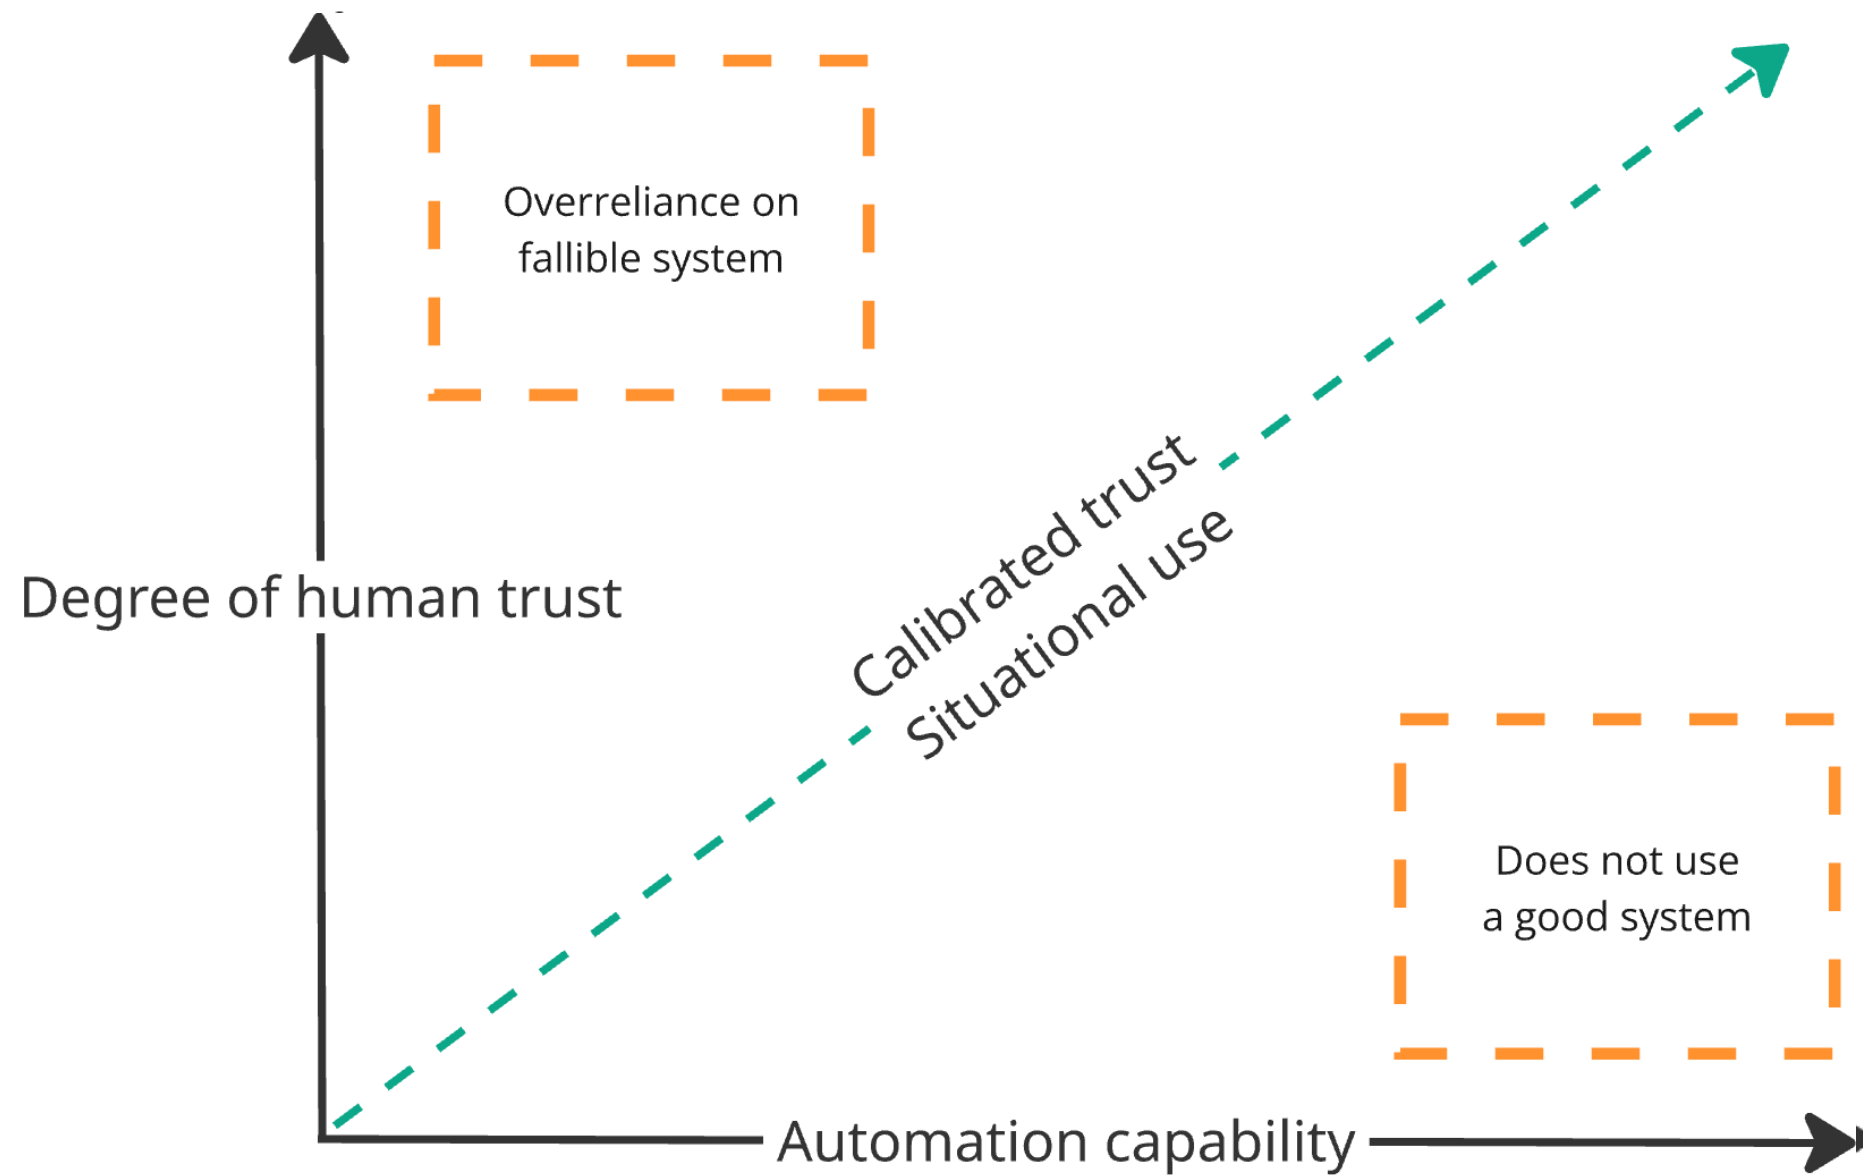 Overreliance on
fallible system
Degree of human trust
Calibrated trust
Situational use
Does not use
a good system
Automation capability